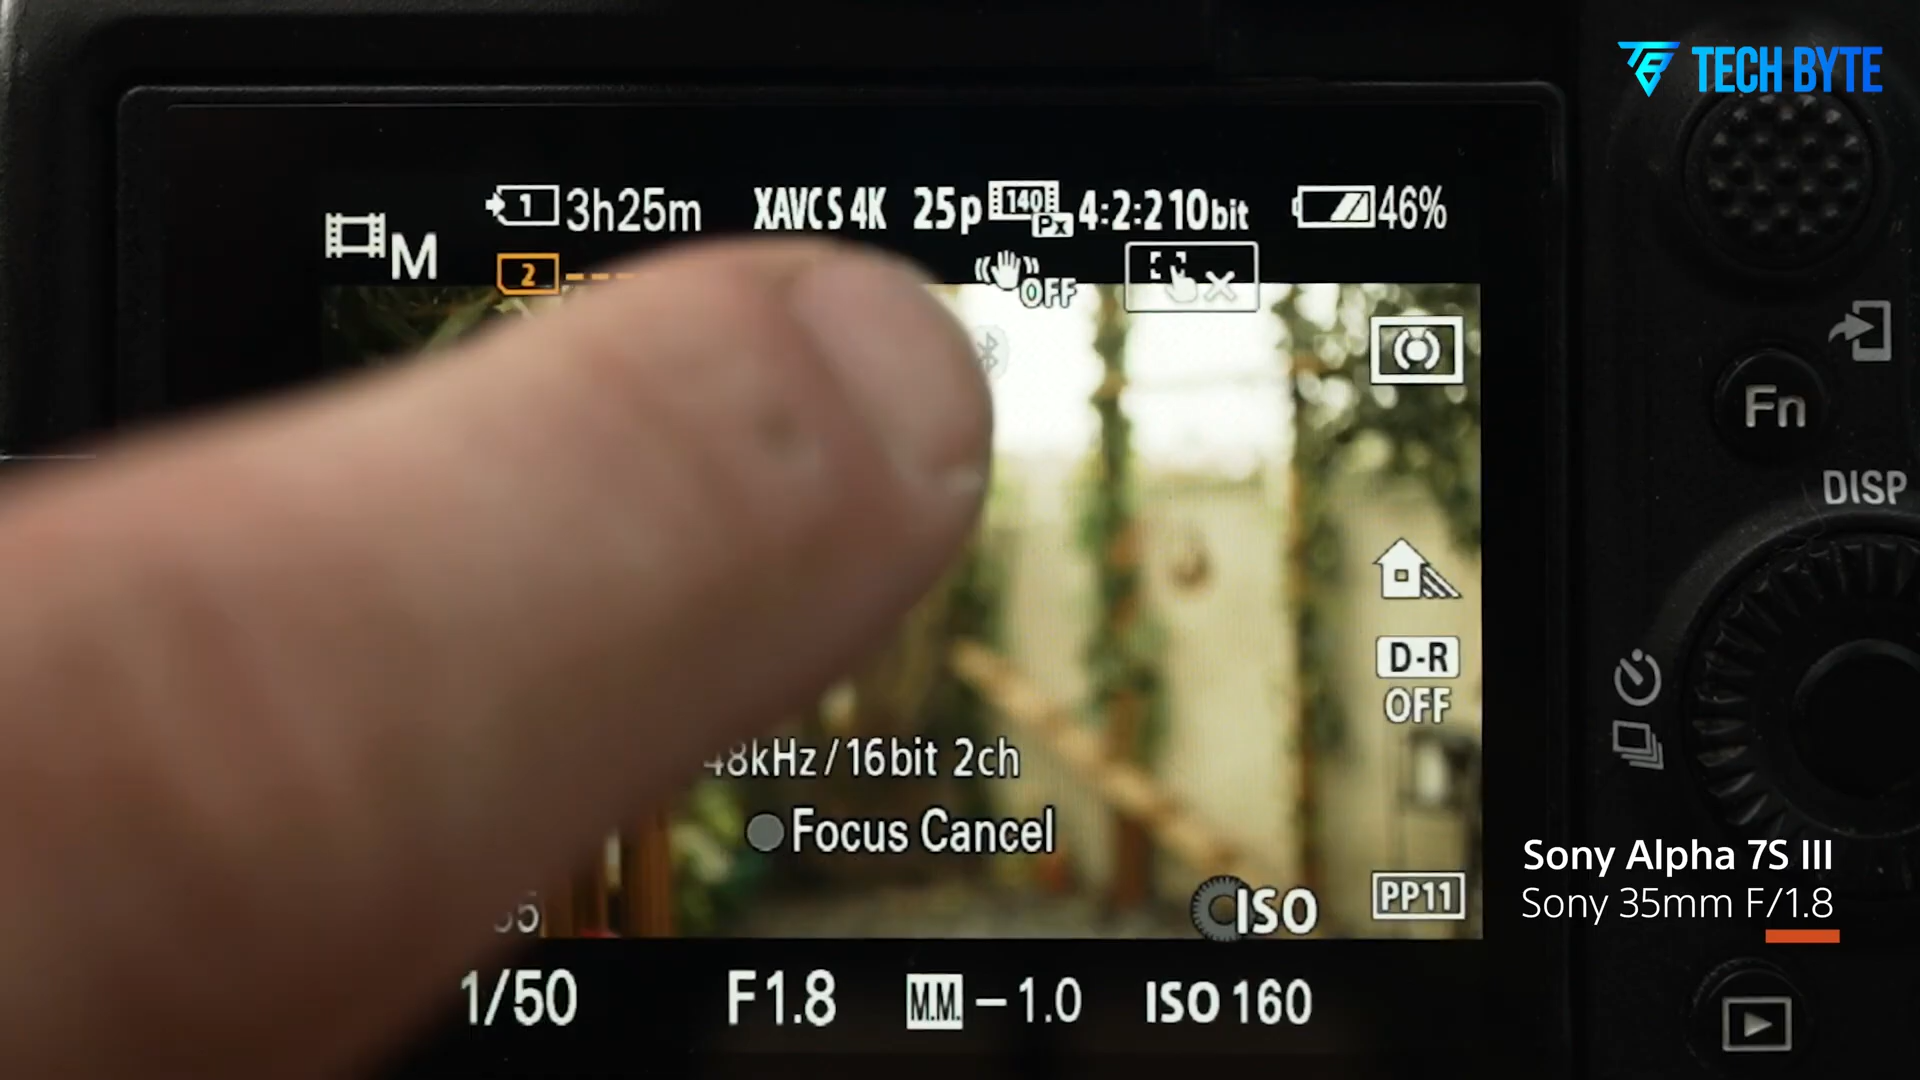 TECH BYTE
1 3h25m XAVC S 4K 25p 140 Px 4:2:2 10bit 46%
M
2
OFF
Fn
DISP
D-R
OFF
48kHz/16bit 2ch
Focus Cancel
Sony Alpha 7S III
ISO PP11
Sony 35mm F/1.8
1/50 F1.8 M.M. -1.0 ISO 160